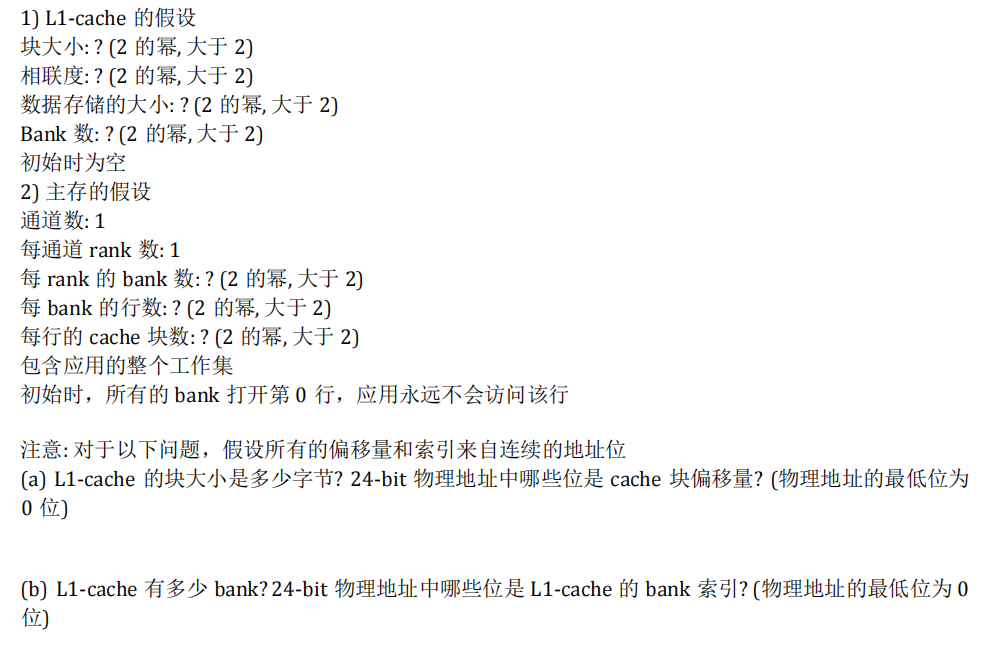 1) L1-cache 的假设
块大小: ? (2 的幂, 大于 2)
相联度: ? (2 的幂, 大于 2)
数据存储的大小: ? (2 的幂, 大于 2)
Bank 数: ? (2 的幂, 大于 2)
初始时为空
2) 主存的假设
通道数: 1
每通道 rank 数: 1
每 rank 的 bank 数: ? (2 的幂, 大于 2)
每 bank 的行数: ? (2 的幂, 大于 2)
每行的 cache 块数: ? (2 的幂, 大于 2)
包含应用的整个工作集
初始时，所有的 bank 打开第 0 行，应用永远不会访问该行
注意: 对于以下问题，假设所有的偏移量和索引来自连续的地址位
(a) L1-cache 的块大小是多少字节? 24-bit 物理地址中哪些位是 cache 块偏移量? (物理地址的最低位为
0 位)
(b) L1-cache 有多少 bank? 24-bit 物理地址中哪些位是 L1-cache 的 bank 索引? (物理地址的最低位为 0
位)